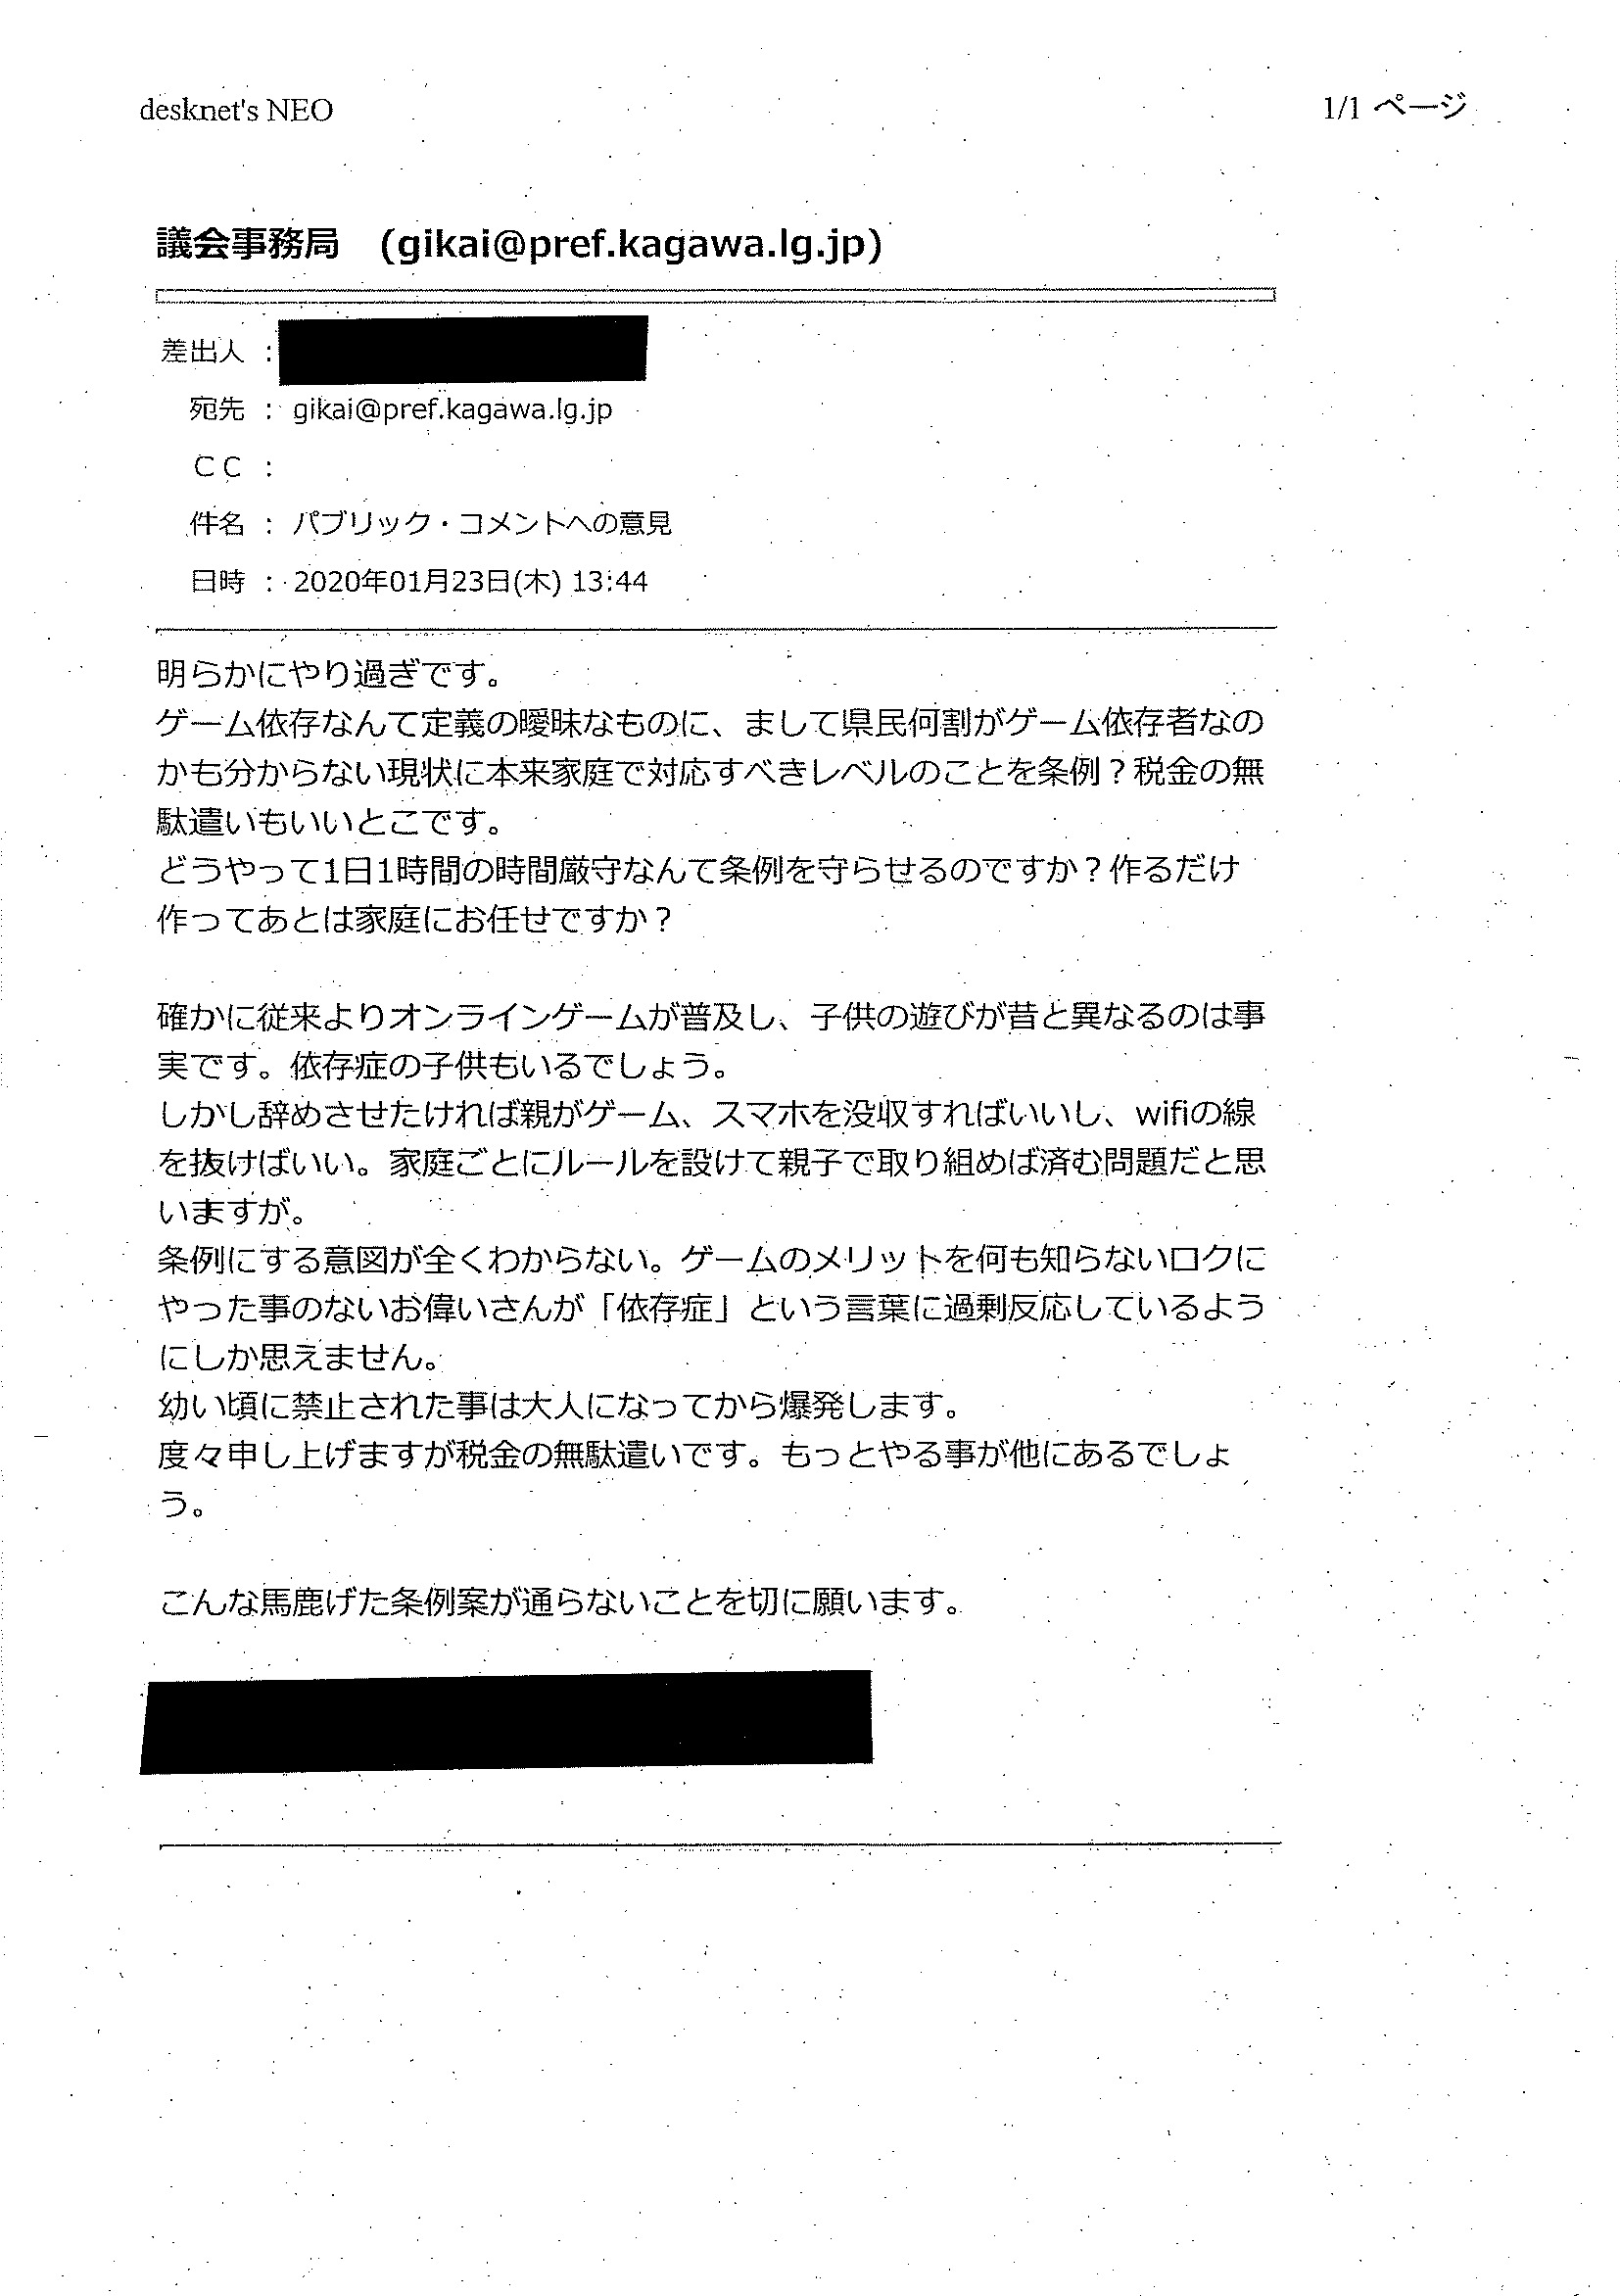 desknet's NEO
1/1 ページ
議会事務局 (gikai@pref.kagawa.lg.jp)
差出人 :
宛先 : gikai@pref.kagawa.lg.jp
ＣＣ :
件名 : パブリック・コメントへの意見
日時 : 2020年01月23日(木) 13:44
明らかにやり過ぎです。
ゲーム依存なんて定義の曖昧なものに、まして県民何割がゲーム依存者なの
かも分からない現状に本来家庭で対応すべきレベルのことを条例？税金の無
駄遣いもいいとこです。
どうやって1日1時間の時間厳守なんて条例を守らせるのですか？作るだけ
作ってあとは家庭にお任せですか？
確かに従来よりオンラインゲームが普及し、子供の遊びが昔と異なるのは事
実です。依存症の子供もいるでしょう。
しかし辞めさせたければ親がゲーム、スマホを没収すればいいし、wifiの線
を抜けばいい。家庭ごとにルールを設けて親子で取り組めば済む問題だと思
いますが。
条例にする意図が全くわからない。ゲームのメリットを何も知らないロクに
やった事のないお偉いさんが「依存症」という言葉に過剰反応しているよう
にしか思えません。
幼い頃に禁止された事は大人になってから爆発します。
度々申し上げますが税金の無駄遣いです。もっとやる事が他にあるでしょ
う。
こんな馬鹿げた条例案が通らないことを切に願います。